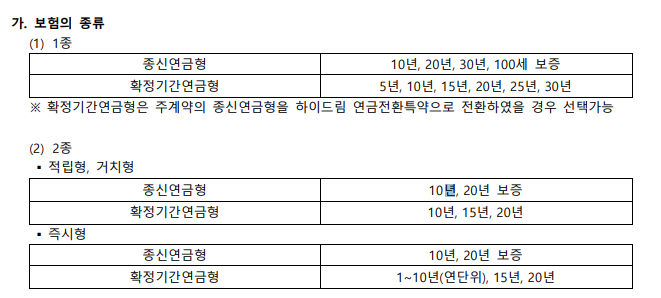 가. 보험의 종류
(1) 1종
종신연금형 10년, 20년, 30년, 100세 보증
확정기간연금형 5년, 10년, 15년, 20년, 25년, 30년
※ 확정기간연금형은 주계약의 종신연금형을 하이드림 연금전환특약으로 전환하였을 경우 선택가능
(2) 2종
▪ 적립형, 거치형
종신연금형 10년, 20년 보증
확정기간연금형 10년, 15년, 20년
▪ 즉시형
종신연금형 10년, 20년 보증
확정기간연금형 1~10년(연단위), 15년, 20년